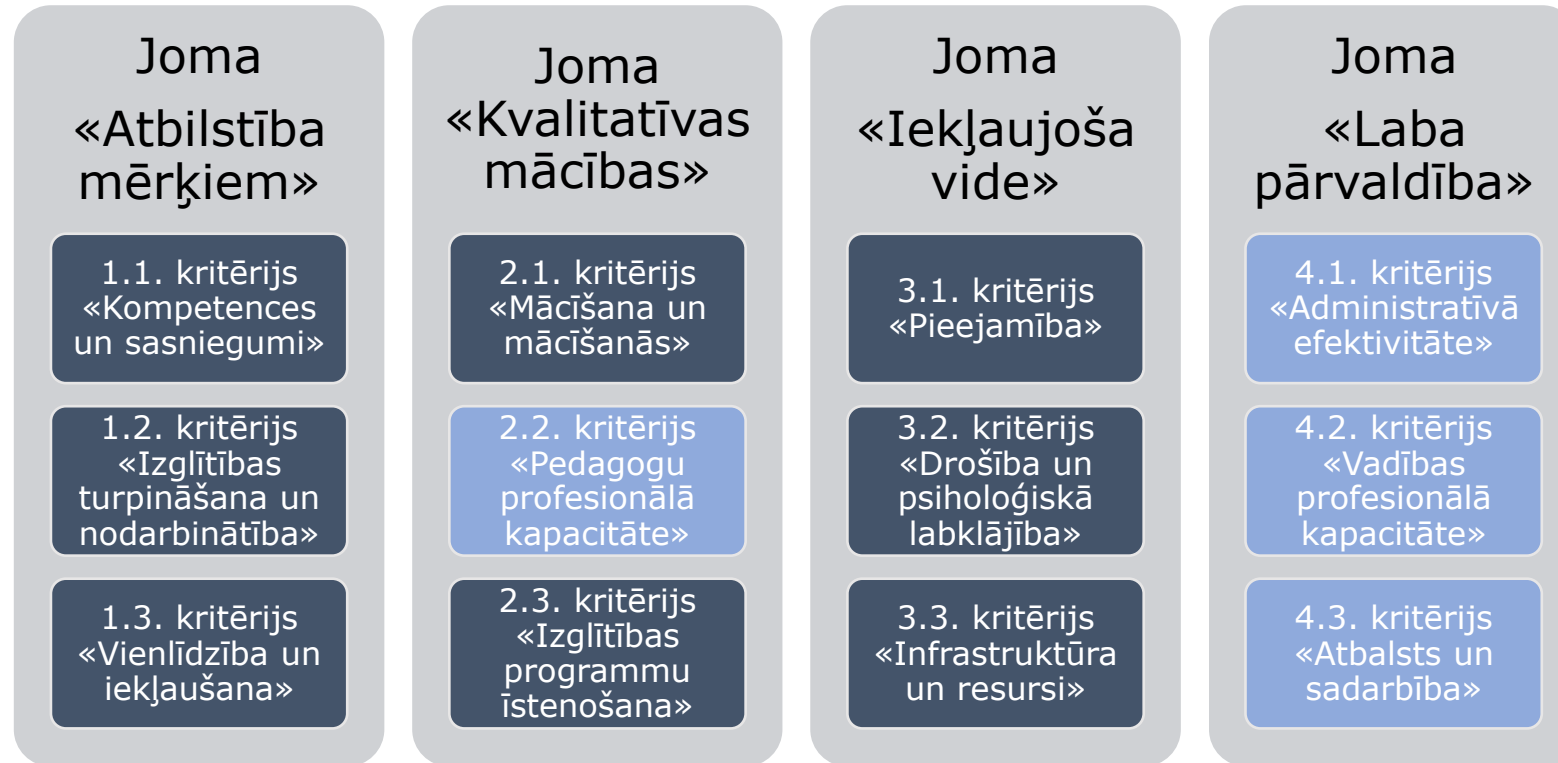 Joma
«Atbilstība
mērķiem»
1.1. kritērijs
«Kompetences
un sasniegumi»
1.2. kritērijs
«Izglītības
turpināšana un
nodarbinātība»
1.3. kritērijs
«Vienlīdzība un
iekļaušana»
Joma
«Kvalitatīvas
mācības»
2.1. kritērijs
«Mācīšana un
mācīšanās»
2.2. kritērijs
«Pedagogu
profesionālā
kapacitāte»
2.3. kritērijs
«Izglītības
programmu
īstenošana»
Joma
«Iekļaujoša
vide»
3.1. kritērijs
«Pieejamība»
3.2. kritērijs
«Drošība un
psiholoģiskā
labklājība»
3.3. kritērijs
«Infrastruktūra
un resursi»
Joma
«Laba
pārvaldība»
4.1. kritērijs
«Administratīvā
efektivitāte»
4.2. kritērijs
«Vadības
profesionālā
kapacitāte»
4.3. kritērijs
«Atbalsts un
sadarbība»